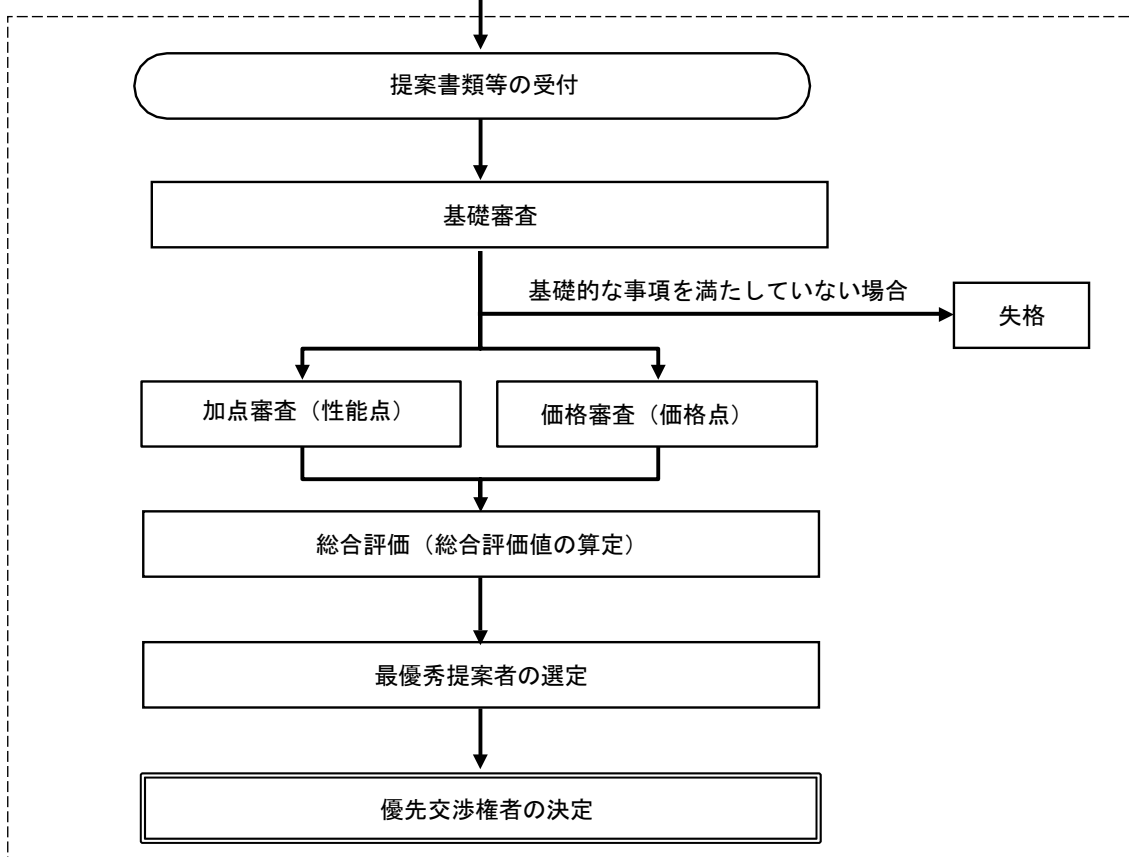 提案書類等の受付
基礎審査
基礎的な事項を満たしていない場合
失格
加点審査（性能点）
価格審査（価格点）
総合評価（総合評価値の算定）
最優秀提案者の選定
優先交渉権者の決定